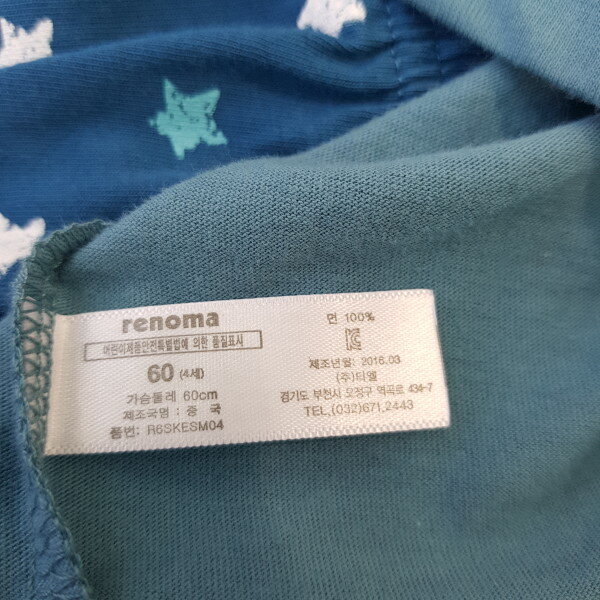 renoma
어린이제품안전특별법에 의한 품질표시
60 (4세)
가슴둘레 60cm
제조국명 : 중 국
품번: R6SKESM04
면 100%
제조년월: 2016.03
(주)티엘
경기도 부천시 오정구 역곡로 434-7
TEL.(032)671.2443